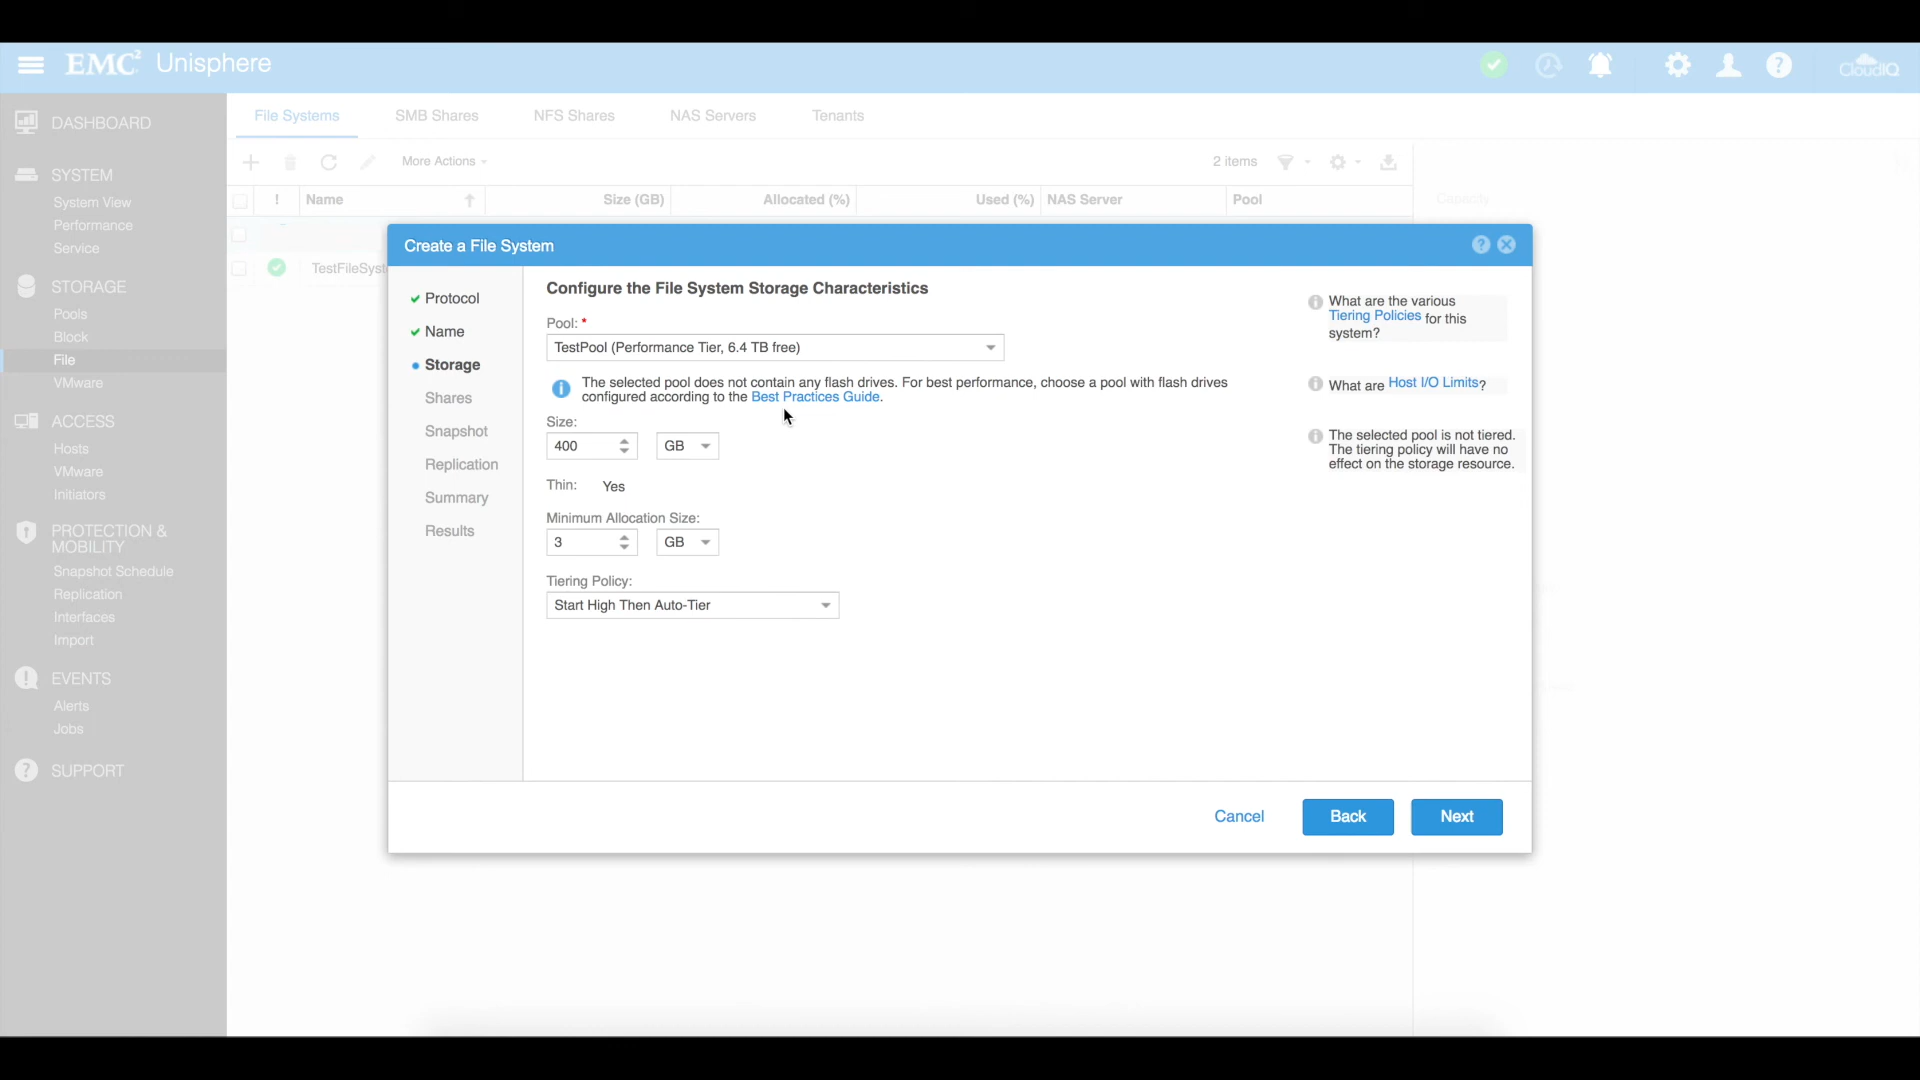 EMC² Unisphere
CloudIQ
DASHBOARD
SYSTEM
System View
Performance
Service
STORAGE
Pools
Block
File
VMware
ACCESS
Hosts
VMware
Initiators
PROTECTION &
MOBILITY
Snapshot Schedule
Replication
Interfaces
Import
EVENTS
Alerts
Jobs
SUPPORT
File Systems SMB Shares NFS Shares NAS Servers Tenants
More Actions
2 items
! Name Size (GB) Allocated (%) Used (%) NAS Server Pool
Capacity
TestFileSyst
Create a File System
Protocol
Name
Storage
Shares
Snapshot
Replication
Summary
Results
Configure the File System Storage Characteristics
Pool: *
TestPool (Performance Tier, 6.4 TB free)
The selected pool does not contain any flash drives. For best performance, choose a pool with flash drives
configured according to the Best Practices Guide.
Size:
400 GB
Thin: Yes
Minimum Allocation Size:
3 GB
Tiering Policy:
Start High Then Auto-Tier
What are the various
Tiering Policies for this
system?
What are Host I/O Limits?
The selected pool is not tiered.
The tiering policy will have no
effect on the storage resource.
Cancel Back Next